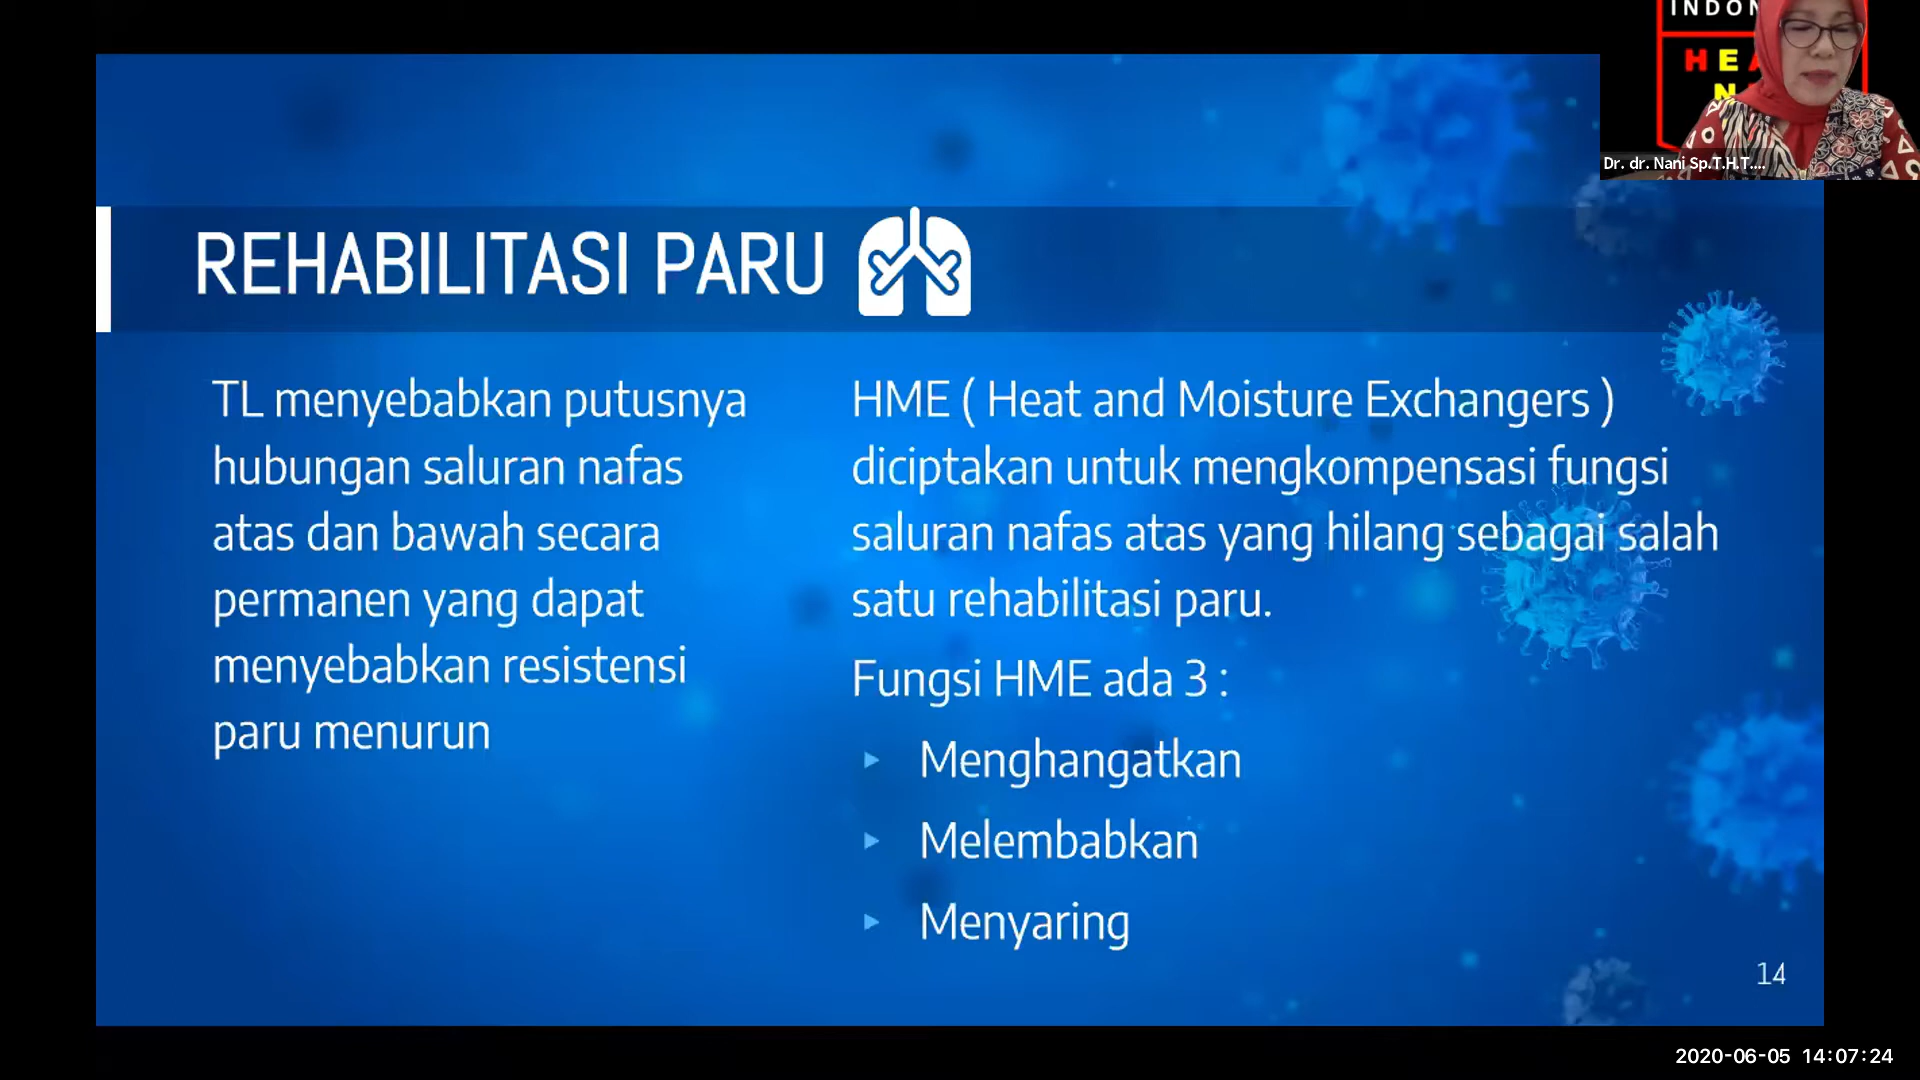 INDON
HEA
N
Dr. dr. Nani Sp.T.H.T....
REHABILITASI PARU
TL menyebabkan putusnya
hubungan saluran nafas
atas dan bawah secara
permanen yang dapat
menyebabkan resistensi
paru menurun
HME ( Heat and Moisture Exchangers )
diciptakan untuk mengkompensasi fungsi
saluran nafas atas yang hilang sebagai salah
satu rehabilitasi paru.
Fungsi HME ada 3 :
Menghangatkan
Melembabkan
Menyaring
14
2020-06-05 14:07:24